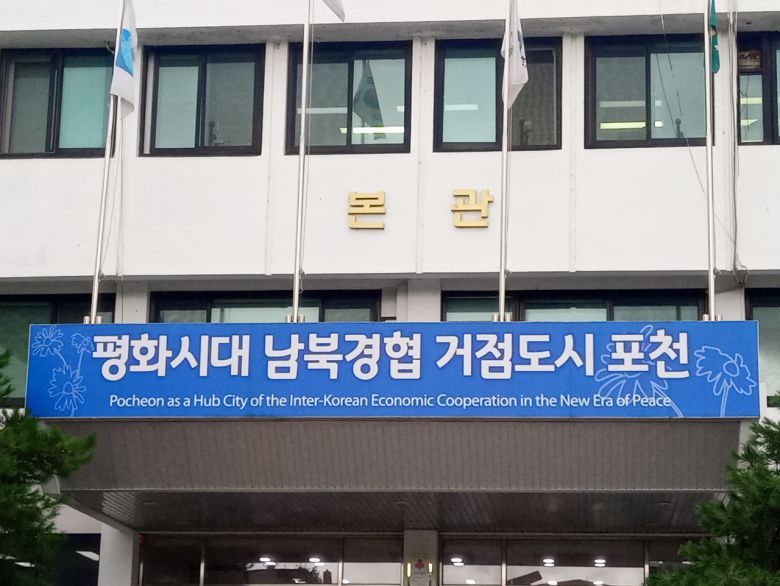 본 관
평화시대 남북경협 거점도시 포천
Pocheon as a Hub City of the Inter-Korean Economic Cooperation in the New Era of Peace